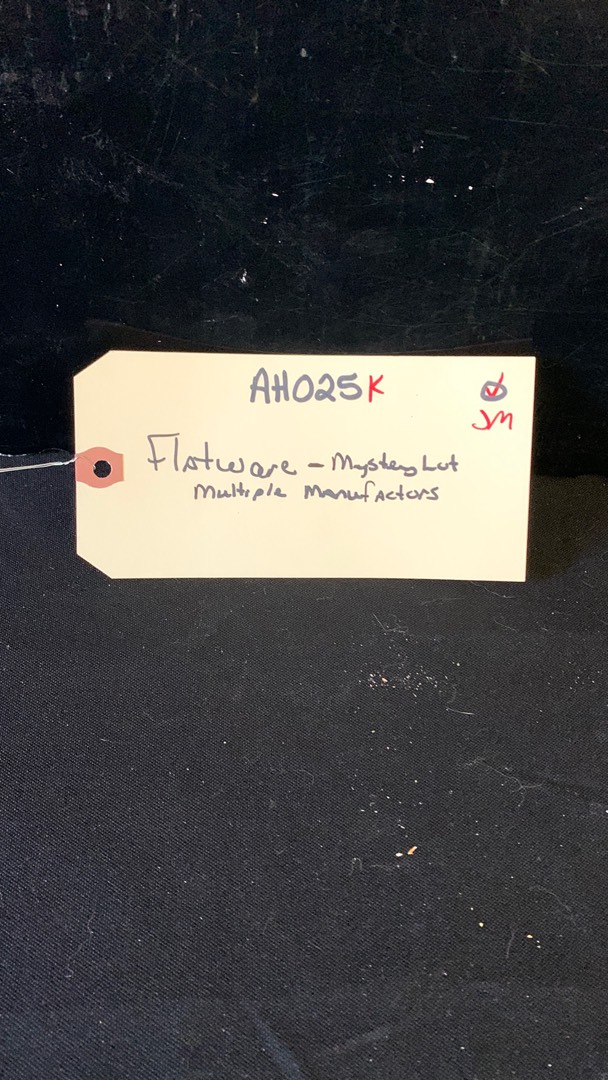 AH025K
JM
Flatware - Mystery Lot
Multiple Manufactors